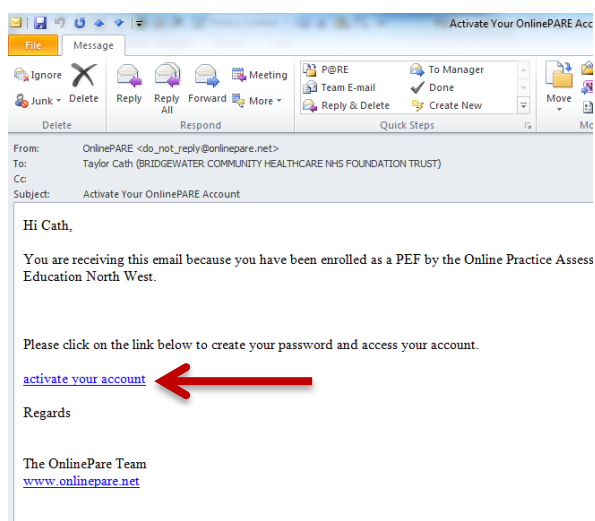 Activate Your OnlinePARE Acc
File Message
Ignore
Junk
Delete
Reply
Reply All
Forward
Meeting
More
P@RE
Team E-mail
Reply & Delete
To Manager
Done
Create New
Move
Delete
Respond
Quick Steps
Mo
From: OnlinePARE <do_not_reply@onlinepare.net>
To: Taylor Cath (BRIDGEWATER COMMUNITY HEALTHCARE NHS FOUNDATION TRUST)
Cc:
Subject: Activate Your OnlinePARE Account
Hi Cath,
You are receiving this email because you have been enrolled as a PEF by the Online Practice Assess
Education North West.
Please click on the link below to create your password and access your account.
activate your account
Regards
The OnlinePare Team
www.onlinepare.net